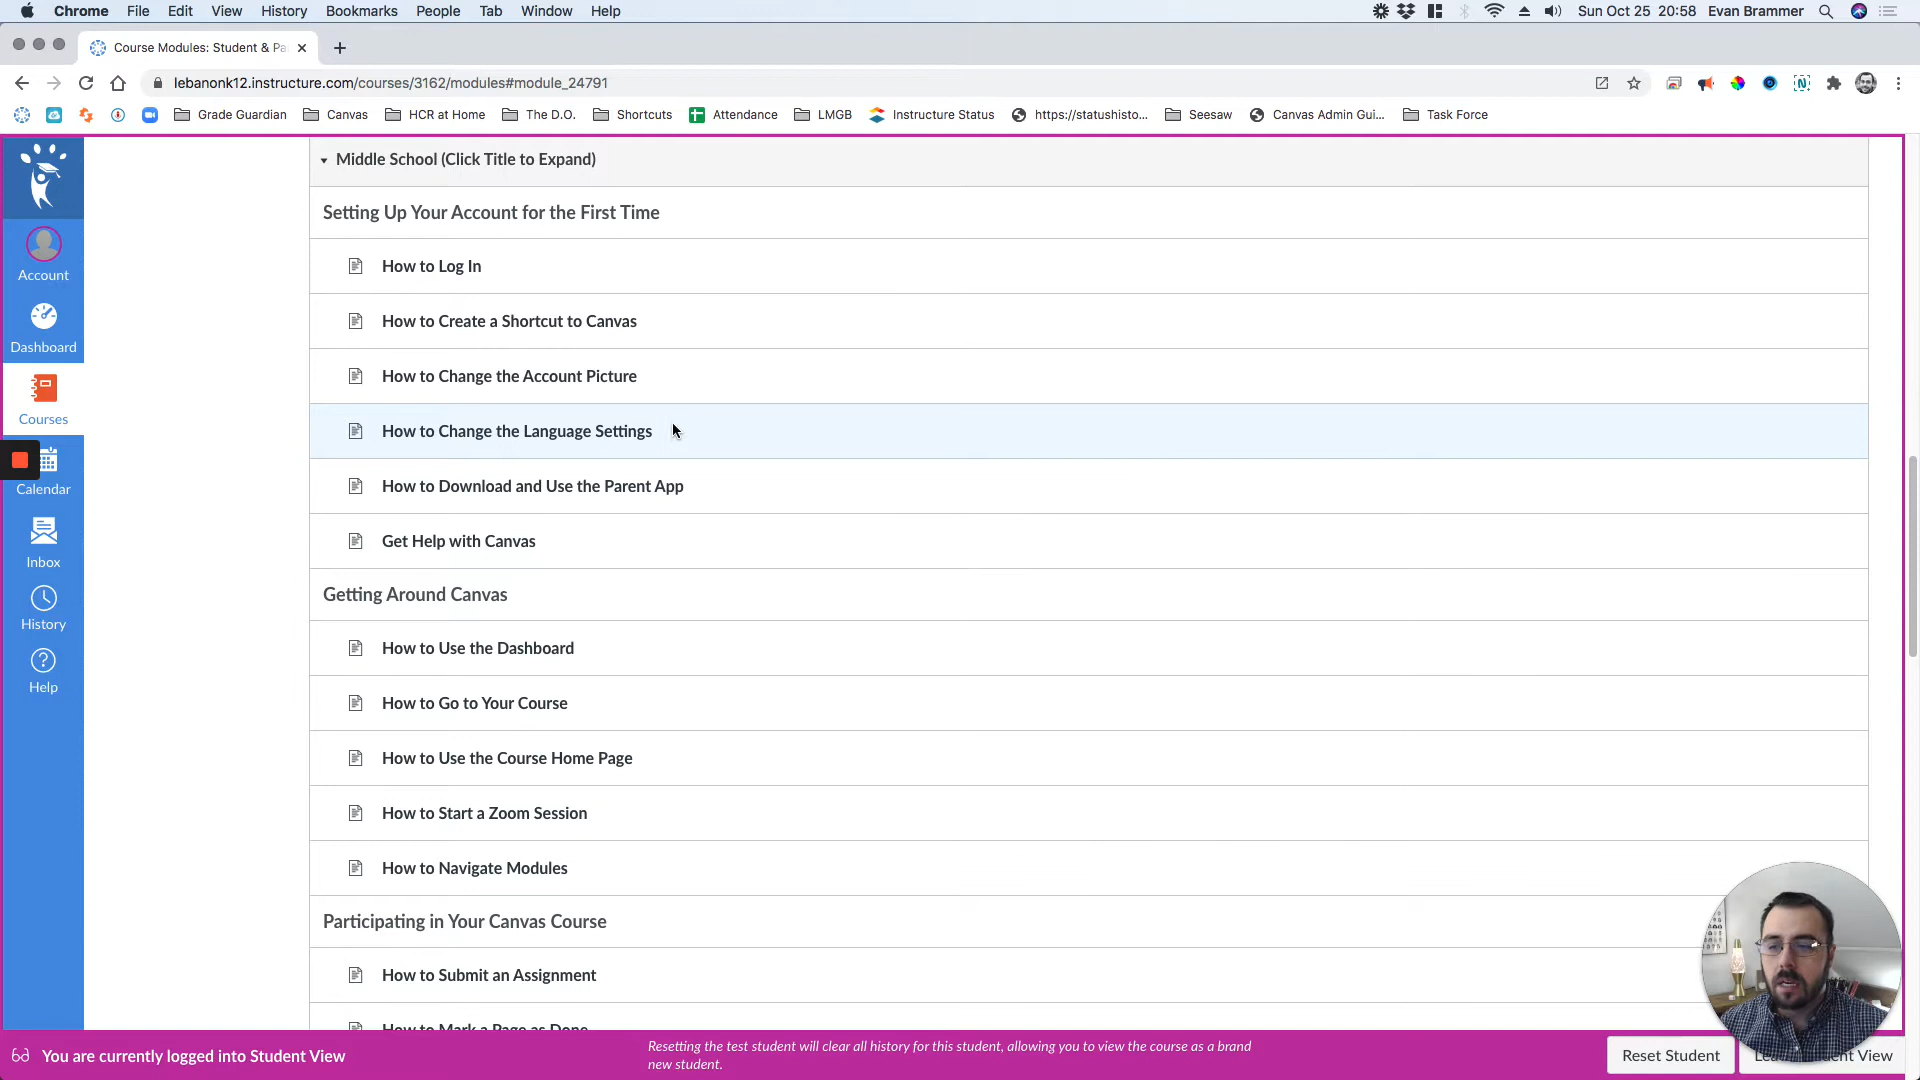 Chrome File Edit View History Bookmarks People Tab Window Help Sun Oct 25 20:58 Evan Brammer
Course Modules: Student & Pa
lebanonk12.instructure.com/courses/3162/modules#module_24791
Grade Guardian Canvas HCR at Home The D.O. Shortcuts Attendance LMGB Instructure Status https://statushisto... Seesaw Canvas Admin Gui... Task Force
Middle School (Click Title to Expand)
Setting Up Your Account for the First Time
How to Log In
How to Create a Shortcut to Canvas
How to Change the Account Picture
How to Change the Language Settings
How to Download and Use the Parent App
Get Help with Canvas
Getting Around Canvas
How to Use the Dashboard
How to Go to Your Course
How to Use the Course Home Page
How to Start a Zoom Session
How to Navigate Modules
Participating in Your Canvas Course
How to Submit an Assignment
How to Mark a Page as Done
Account
Dashboard
Courses
Calendar
Inbox
History
Help
You are currently logged into Student View
Resetting the test student will clear all history for this student, allowing you to view the course as a brand
new student.
Reset Student
View